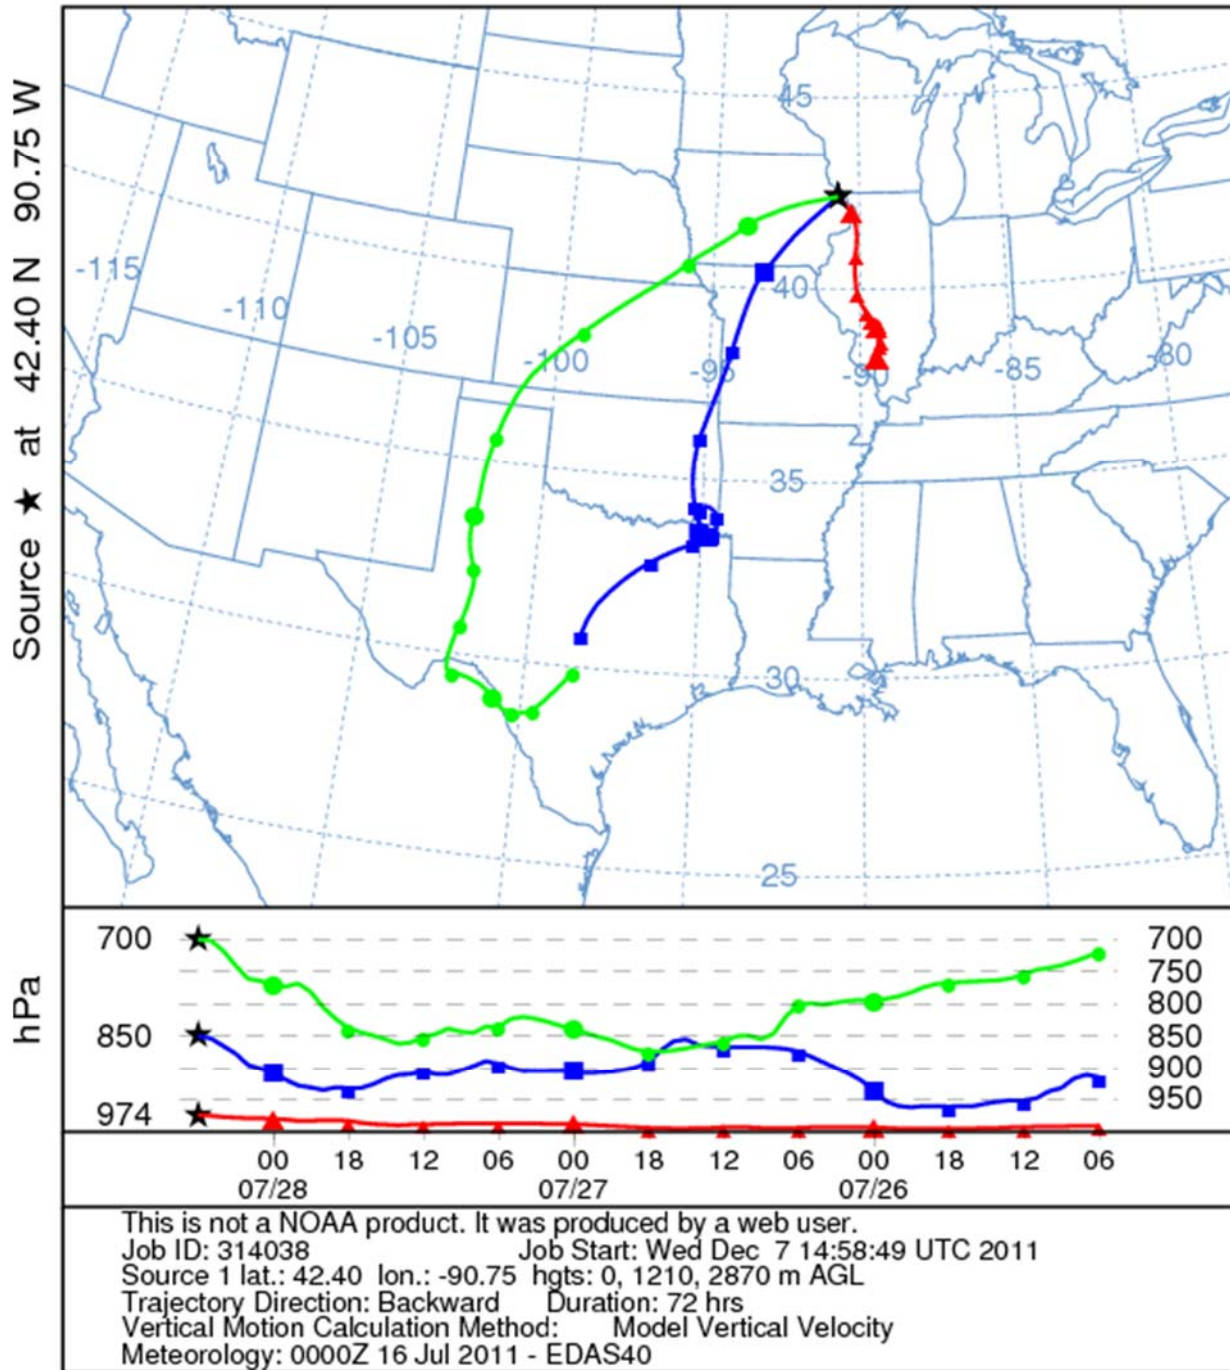 Source ★ at 42.40 N 90.75 W
45
-115
40
-110
-105
-100
-95
-90
-85
-80
35
30
25
hPa
700 700
750
800
850 850
900
950
974
00 18 12 06 00 18 12 06 00 18 12 06
07/28 07/27 07/26
This is not a NOAA product. It was produced by a web user.
Job ID: 314038 Job Start: Wed Dec 7 14:58:49 UTC 2011
Source 1 lat.: 42.40 lon.: -90.75 hgts: 0, 1210, 2870 m AGL
Trajectory Direction: Backward Duration: 72 hrs
Vertical Motion Calculation Method: Model Vertical Velocity
Meteorology: 0000Z 16 Jul 2011 - EDAS40